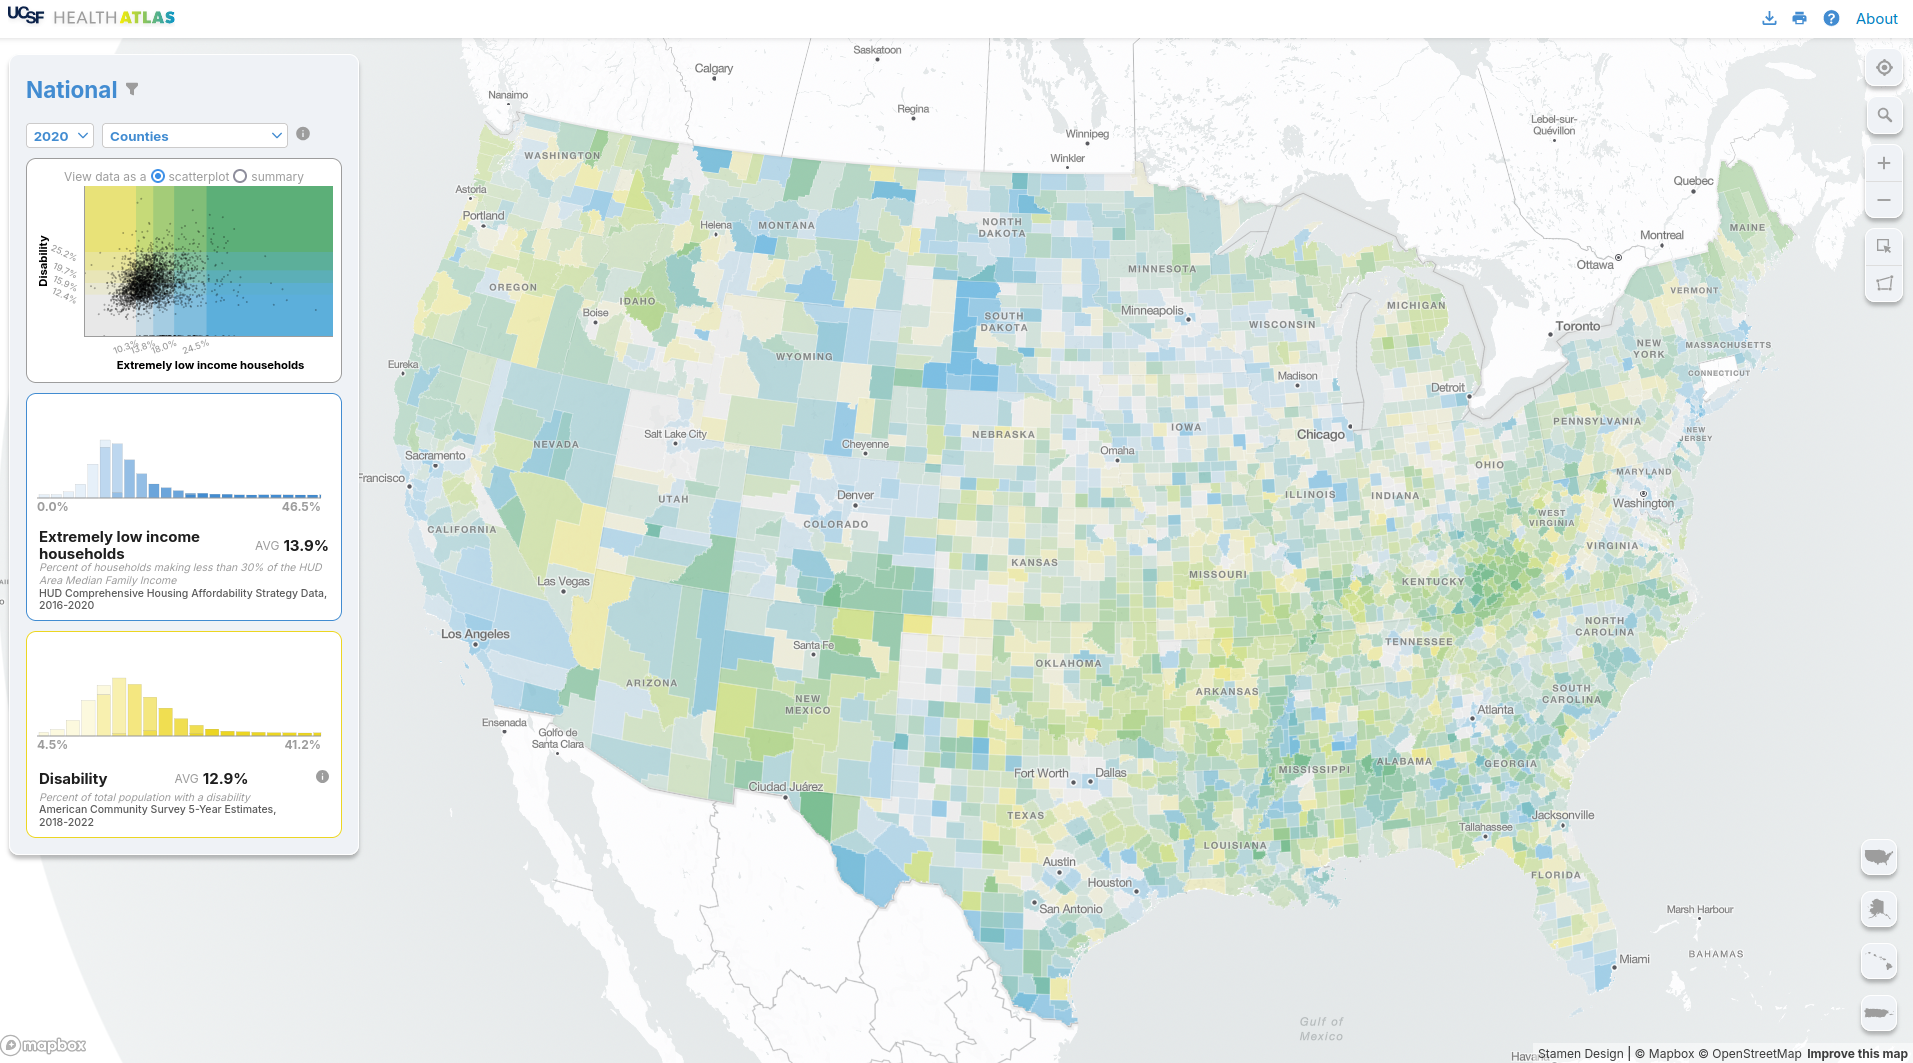 UCSF HEALTH ATLAS
About
National
2020 Counties
View data as a scatterplot summary
Disability
25.2%
19.7%
15.9%
12.4%
10.3% 13.8% 18.0% 24.5%
Extremely low income households
0.0% 46.5%
Extremely low income households AVG 13.9%
Percent of households making less than 30% of the HUD
Area Median Family Income
HUD Comprehensive Housing Affordability Strategy Data,
2016-2020
4.5% 41.2%
Disability AVG 12.9%
Percent of total population with a disability
American Community Survey 5-Year Estimates,
2018-2022
Saskatoon
Calgary
Nanaimo
Regina
Winnipeg
Winkler
Lebel-sur-
Quévillon
Quebec
Montreal
Ottawa
Toronto
WASHINGTON
Astoria
Portland
Helena
MONTANA
NORTH
DAKOTA
MINNESOTA
MAINE
OREGON
IDAHO
Boise
SOUTH
DAKOTA
Minneapolis
WISCONSIN
MICHIGAN
VERMONT
NEW
YORK
MASSACHUSETTS
CONNECTICUT
Eureka
WYOMING
Madison
Detroit
Chicago
PENNSYLVANIA
NEW
JERSEY
NEVADA
Salt Lake City
Cheyenne
NEBRASKA
IOWA
Omaha
Sacramento
Francisco
UTAH
Denver
COLORADO
ILLINOIS
INDIANA
OHIO
MARYLAND
Washington
WEST
VIRGINIA
VIRGINIA
CALIFORNIA
Las Vegas
KANSAS
MISSOURI
KENTUCKY
Los Angeles
Santa Fe
OKLAHOMA
TENNESSEE
NORTH
CAROLINA
ARIZONA
NEW
MEXICO
ARKANSAS
SOUTH
CAROLINA
Atlanta
Ensenada
Golfo de
Santa Clara
Ciudad Juárez
Fort Worth
Dallas
MISSISSIPPI
ALABAMA
GEORGIA
TEXAS
LOUISIANA
Tallahassee
Jacksonville
Austin
Houston
San Antonio
FLORIDA
Miami
Marsh Harbour
BAHAMAS
Gulf of
Mexico
mapbox
Stamen Design | © Mapbox © OpenStreetMap Improve this map